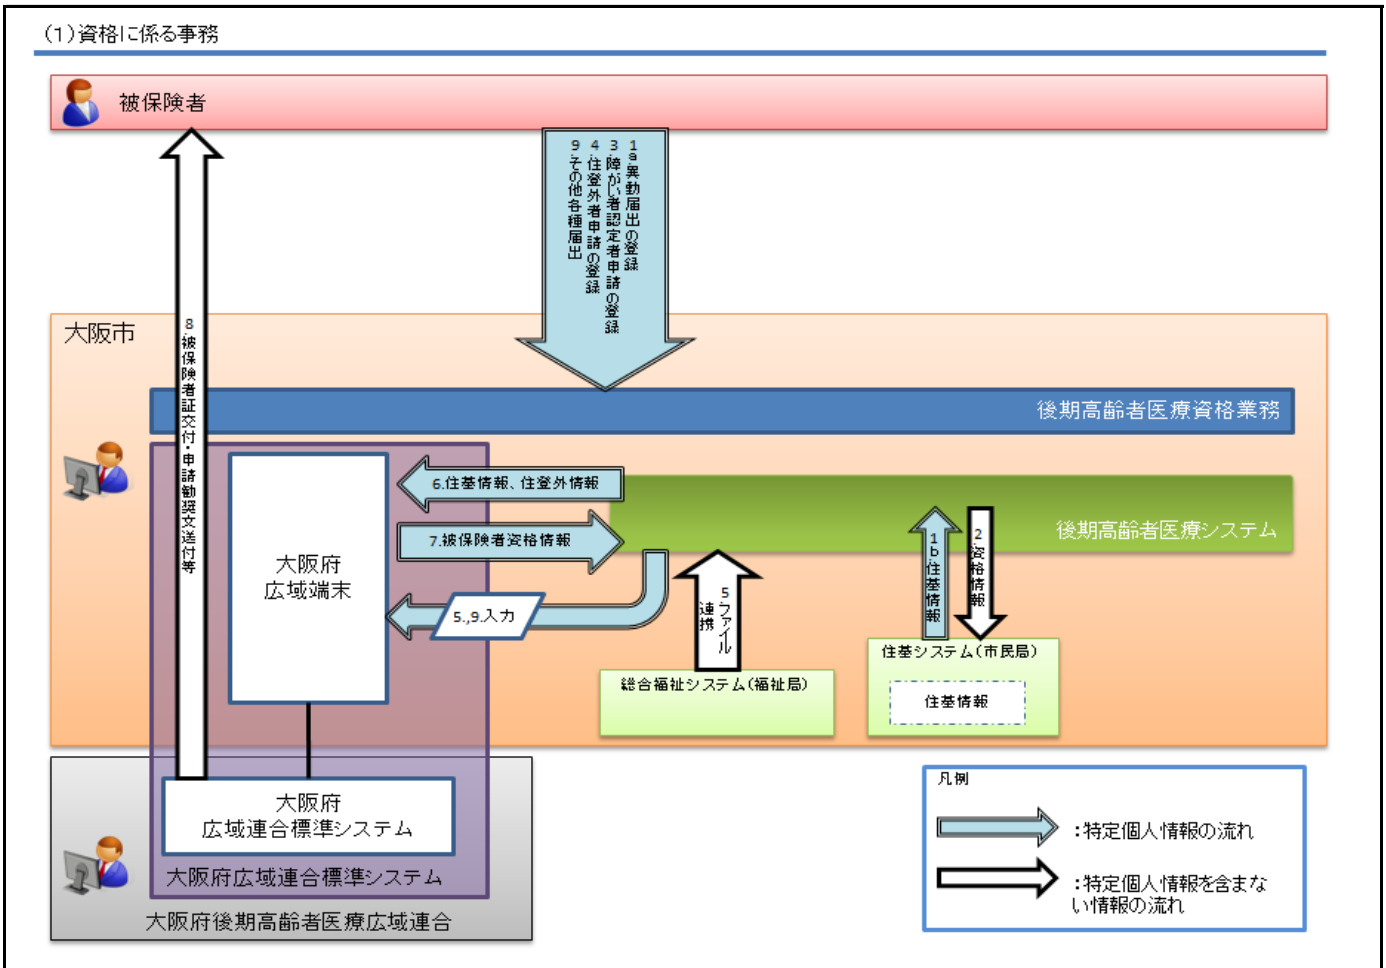 (1)資格に係る事務
被保険者
1a.異動届出の登録
3.障がい者認定者申請の登録
4.住登外者申請の登録
9.その他各種届出
大阪市
8.被保険者証交付・申請勧奨文送付等
後期高齢者医療資格業務
6.住基情報、住登外情報
7.被保険者資格情報
大阪府
広域端末
後期高齢者医療システム
1b.住基情報
2.資格情報
5.,9.入力
5.ファイル
連携
総合福祉システム(福祉局)
住基システム(市民局)
住基情報
大阪府
広域連合標準システム
大阪府広域連合標準システム
大阪府後期高齢者医療広域連合
凡例
:特定個人情報の流れ
:特定個人情報を含まな
い情報の流れ